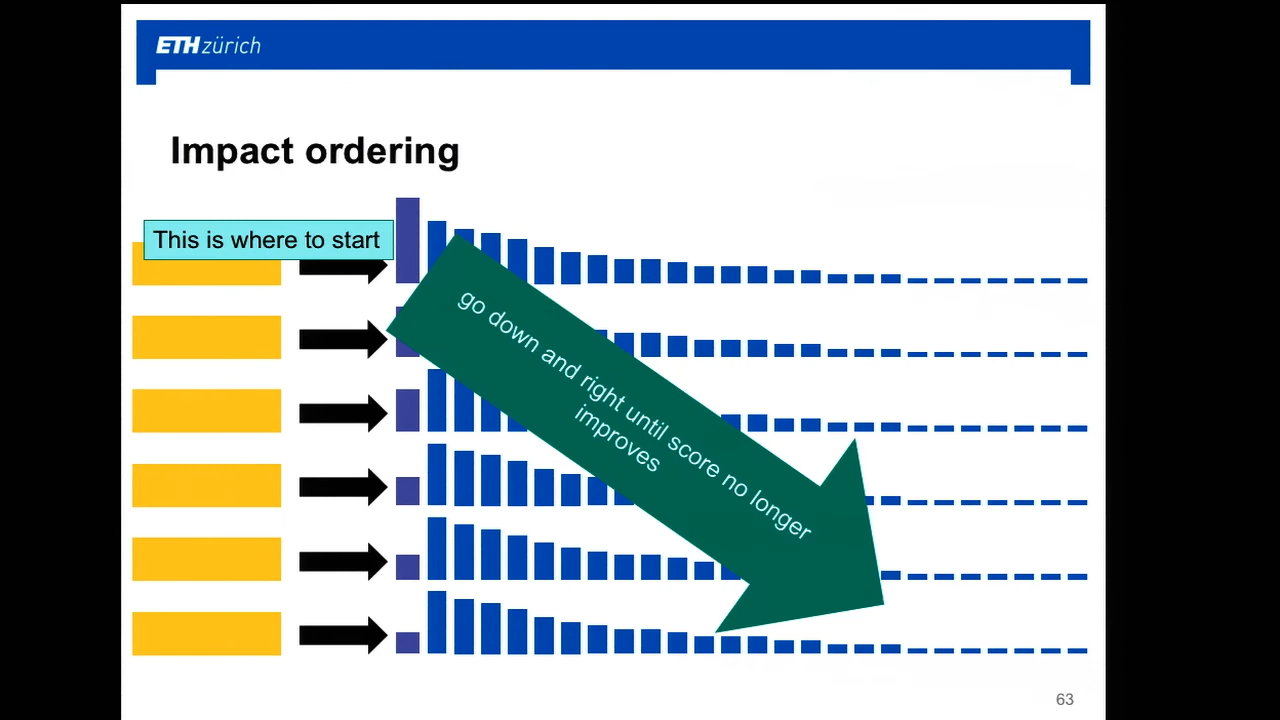 ETH zürich
Impact ordering
This is where to start
go down and right until score no longer
improves
63